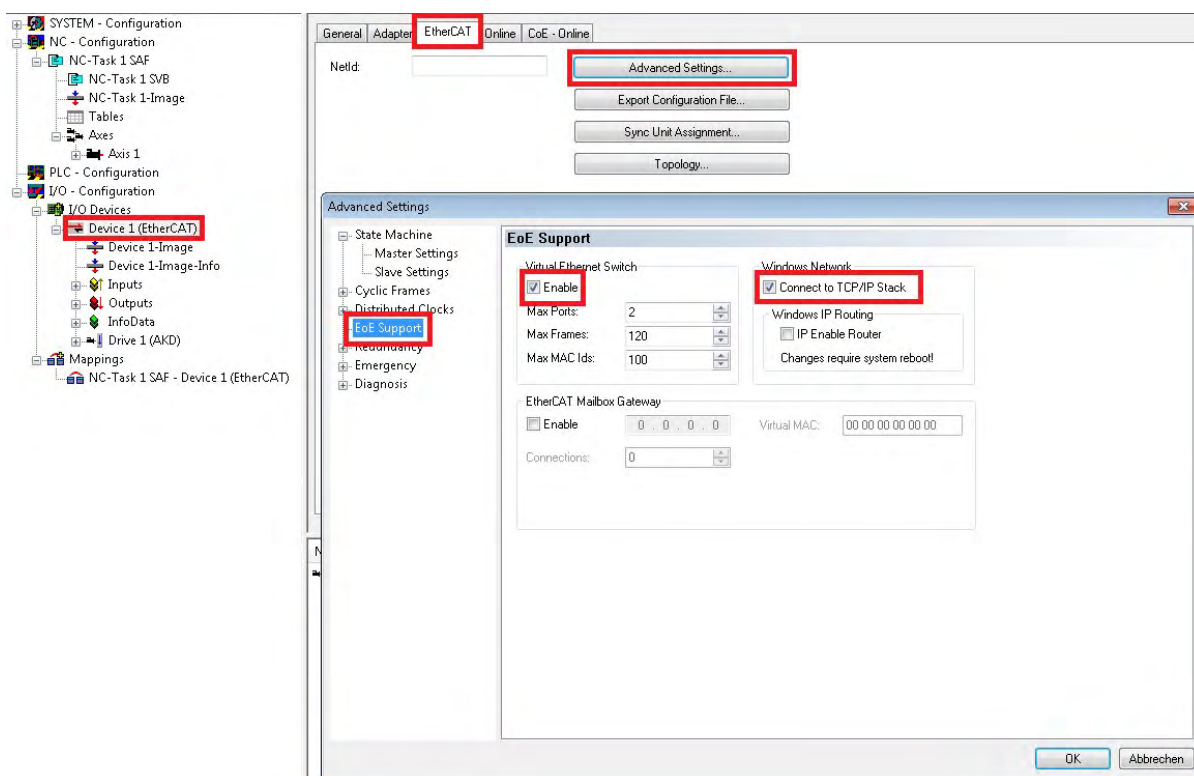 SYSTEM - Configuration
NC - Configuration
NC-Task 1 SAF
NC-Task 1 SVB
NC-Task 1-Image
Tables
Axes
Axis 1
PLC - Configuration
I/O - Configuration
I/O Devices
Device 1 (EtherCAT)
Device 1-Image
Device 1-Image-Info
Inputs
Outputs
InfoData
Drive 1 (AKD)
Mappings
NC-Task 1 SAF - Device 1 (EtherCAT)
General Adapter EtherCAT Online CoE - Online
NetId:
Advanced Settings...
Export Configuration File...
Sync Unit Assignment...
Topology...
Advanced Settings
State Machine
Master Settings
Slave Settings
Cyclic Frames
Distributed Clocks
EoE Support
Redundancy
Emergency
Diagnosis
EoE Support
Virtual Ethernet Switch
Enable
Max Ports: 2
Max Frames: 120
Max MAC Ids: 100
Windows Network
Connect to TCP/IP Stack
Windows IP Routing
IP Enable Router
Changes require system reboot!
EtherCAT Mailbox Gateway
Enable 0 . 0 . 0 . 0 Virtual MAC: 00 00 00 00 00 00
Connections: 0
N
OK Abbrechen